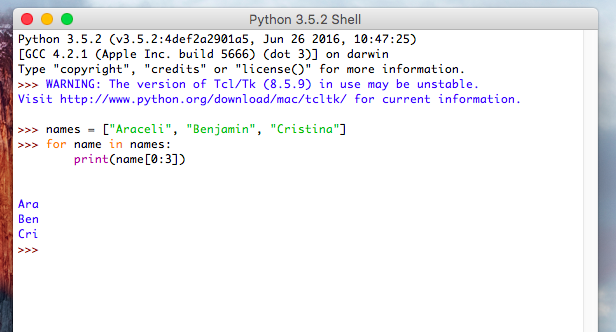 Python 3.5.2 Shell
Python 3.5.2 (v3.5.2:4def2a2901a5, Jun 26 2016, 10:47:25)
[GCC 4.2.1 (Apple Inc. build 5666) (dot 3)] on darwin
Type "copyright", "credits" or "license()" for more information.
>>> WARNING: The version of Tcl/Tk (8.5.9) in use may be unstable.
Visit http://www.python.org/download/mac/tcltk/ for current information.
>>> names = ["Araceli", "Benjamin", "Cristina"]
>>> for name in names:
        print(name[0:3])
Ara
Ben
Cri
>>>